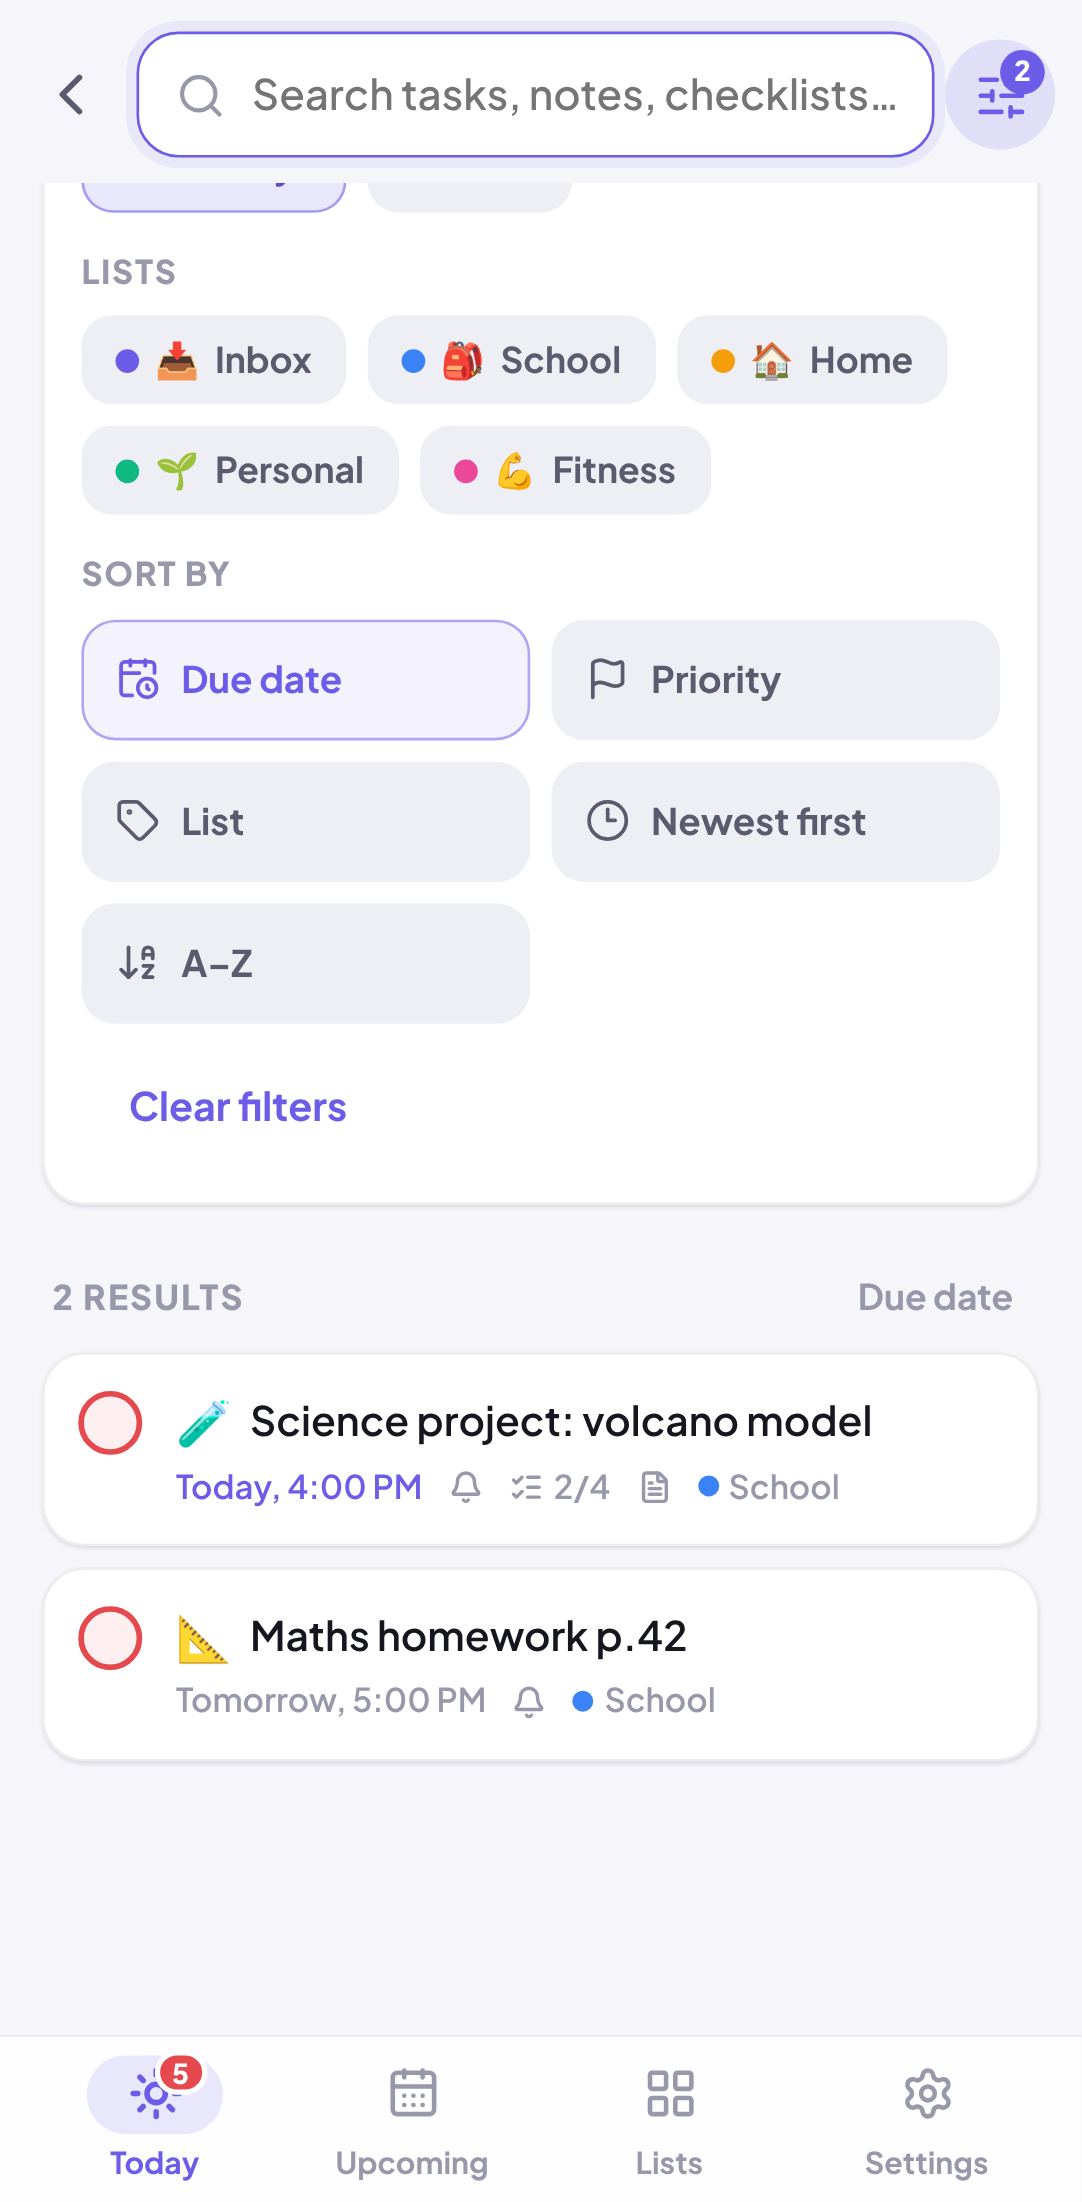 Search tasks, notes, checklists...
2
LISTS
Inbox
School
Home
Personal
Fitness
SORT BY
Due date
Priority
List
Newest first
A–Z
Clear filters
2 RESULTS
Due date
Science project: volcano model
Today, 4:00 PM 2/4 School
Maths homework p.42
Tomorrow, 5:00 PM School
5
Today
Upcoming
Lists
Settings